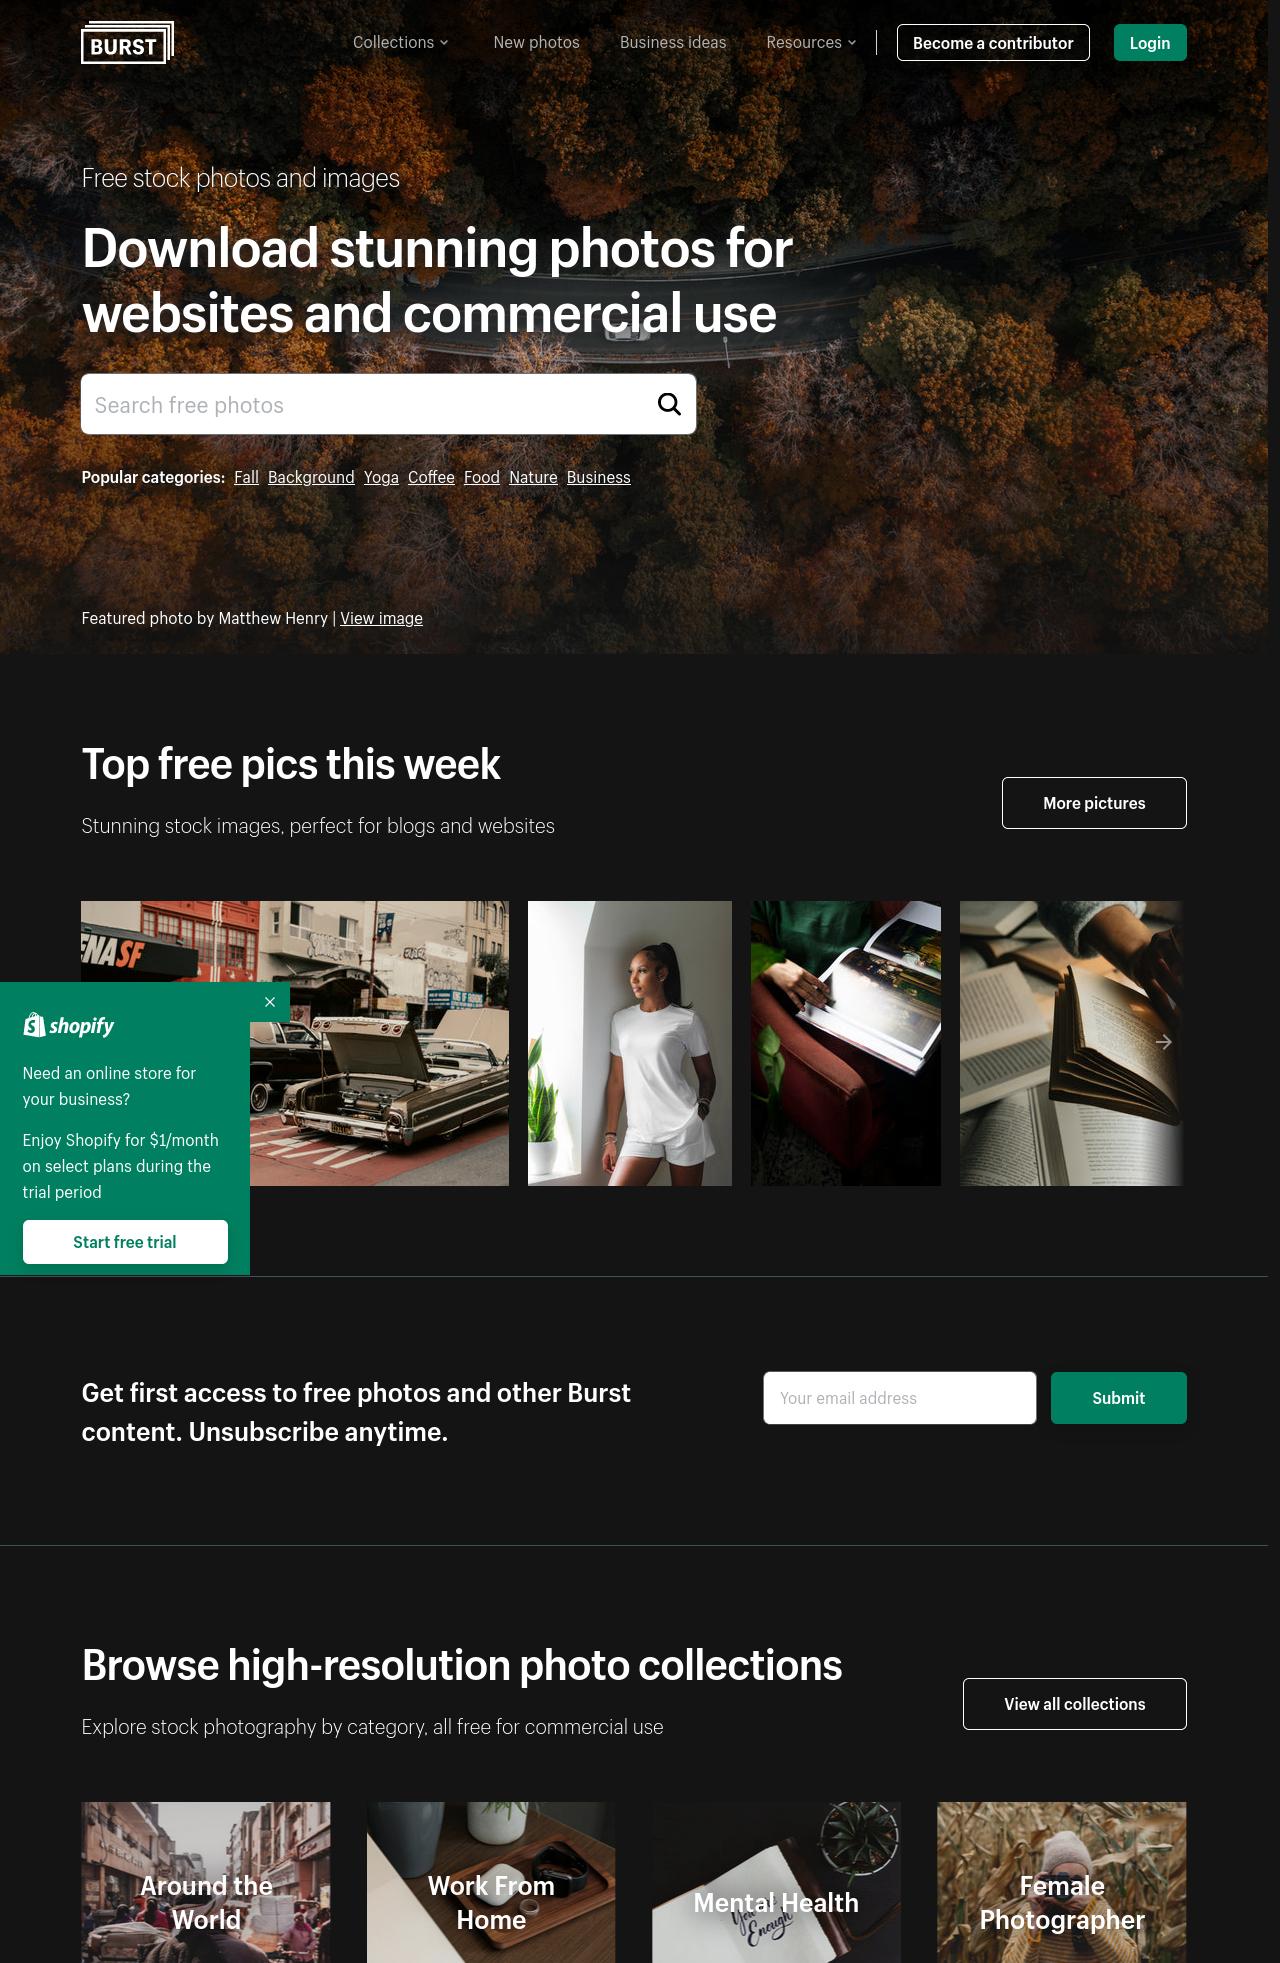 BURST
Collections
New photos
Business ideas
Resources
Become a contributor
Login
Free stock photos and images
Download stunning photos for
websites and commercial use
Search free photos
Popular categories: Fall Background Yoga Coffee Food Nature Business
Featured photo by Matthew Henry | View image
Top free pics this week
Stunning stock images, perfect for blogs and websites
More pictures
ENASF
shopify
Need an online store for
your business?
Enjoy Shopify for $1/month
on select plans during the
trial period
Start free trial
Get first access to free photos and other Burst
content. Unsubscribe anytime.
Your email address
Submit
Browse high-resolution photo collections
Explore stock photography by category, all free for commercial use
View all collections
Around the
World
Work From
Home
Mental Health
Enough
Female
Photographer